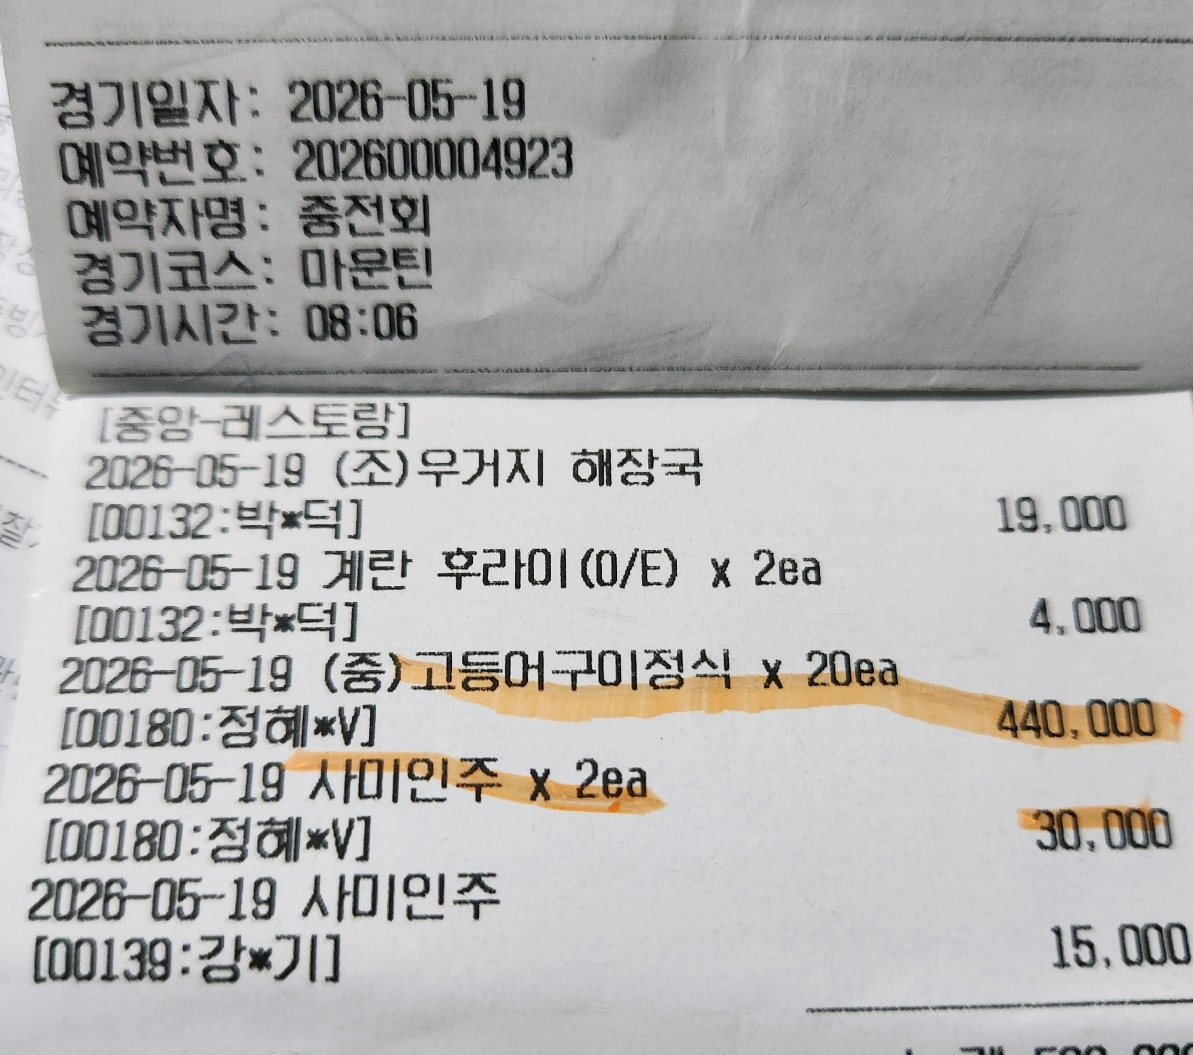 경기일자: 2026-05-19
예약번호: 202600004923
예약자명: 중전회
경기코스: 마운틴
경기시간: 08:06
[중앙-레스토랑]
2026-05-19 (조)우거지 해장국
[00132:박*덕] 19,000
2026-05-19 계란 후라이(O/E) x 2ea
[00132:박*덕] 4,000
2026-05-19 (중)고등어구이정식 x 20ea
[00180:정혜*V] 440,000
2026-05-19 사미인주 x 2ea
[00180:정혜*V] 30,000
2026-05-19 사미인주
[00139:강*기] 15,000